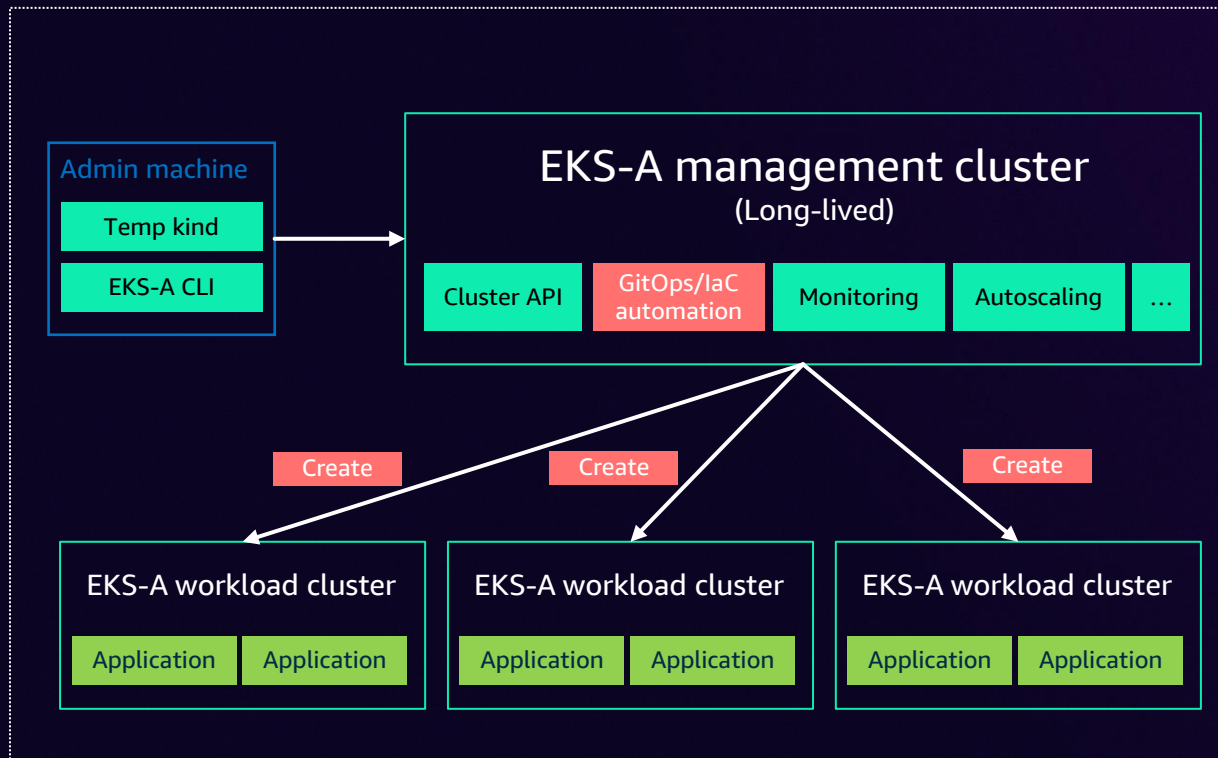 Admin machine
Temp kind
EKS-A CLI
EKS-A management cluster
(Long-lived)
Cluster API
GitOps/IaC
automation
Monitoring
Autoscaling
...
Create
Create
Create
EKS-A workload cluster
Application
Application
EKS-A workload cluster
Application
Application
EKS-A workload cluster
Application
Application